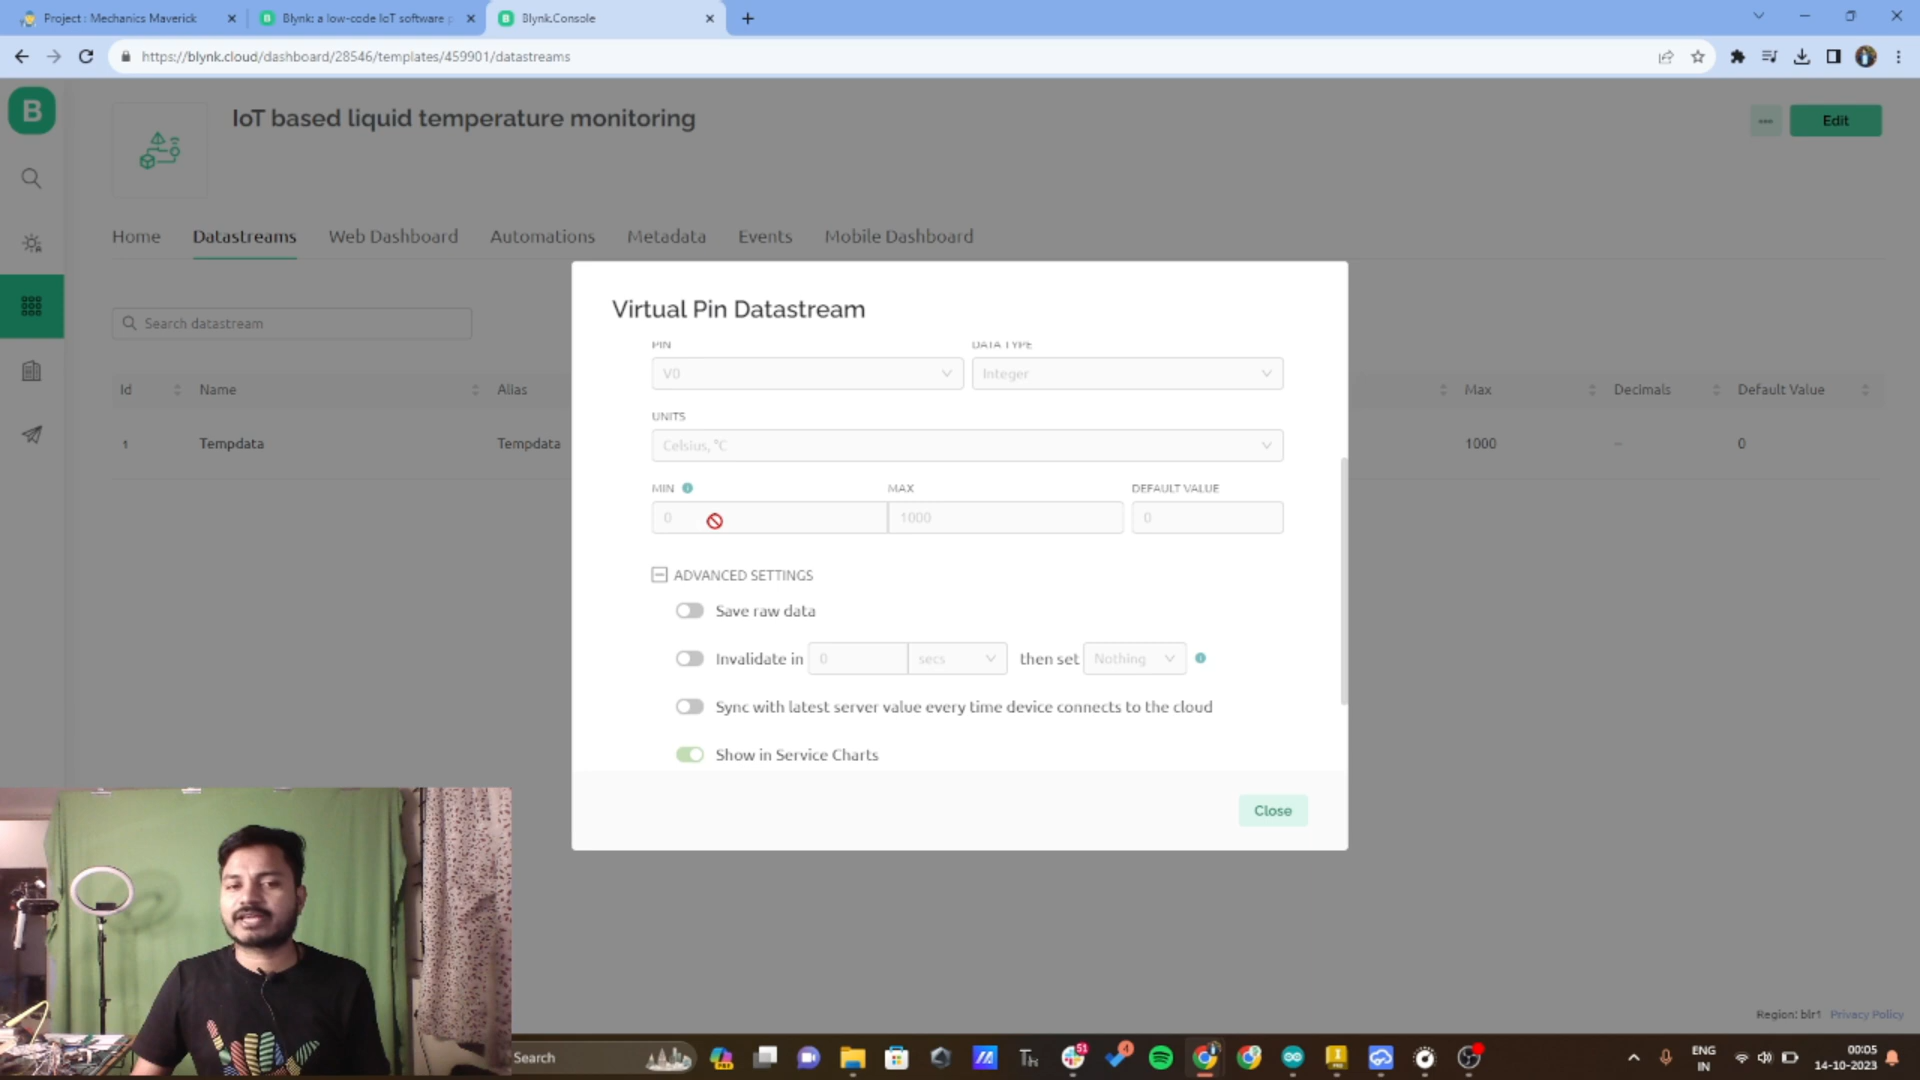 Project : Mechanics Maverick
Blynk: a low-code IoT software p
Blynk.Console
https://blynk.cloud/dashboard/28546/templates/459901/datastreams
B
IoT based liquid temperature monitoring
Edit
Home Datastreams Web Dashboard Automations Metadata Events Mobile Dashboard
Search datastream
Id Name Alias Max Decimals Default Value
1 Tempdata Tempdata 1000 – 0
Virtual Pin Datastream
PIN DATA TYPE
V0 Integer
UNITS
Celsius, °C
MIN MAX DEFAULT VALUE
0 1000 0
ADVANCED SETTINGS
Save raw data
Invalidate in 0 secs then set Nothing
Sync with latest server value every time device connects to the cloud
Show in Service Charts
Close
Region: blr1 Privacy Policy
Search
51
4
ENG
IN
00:05
14-10-2023